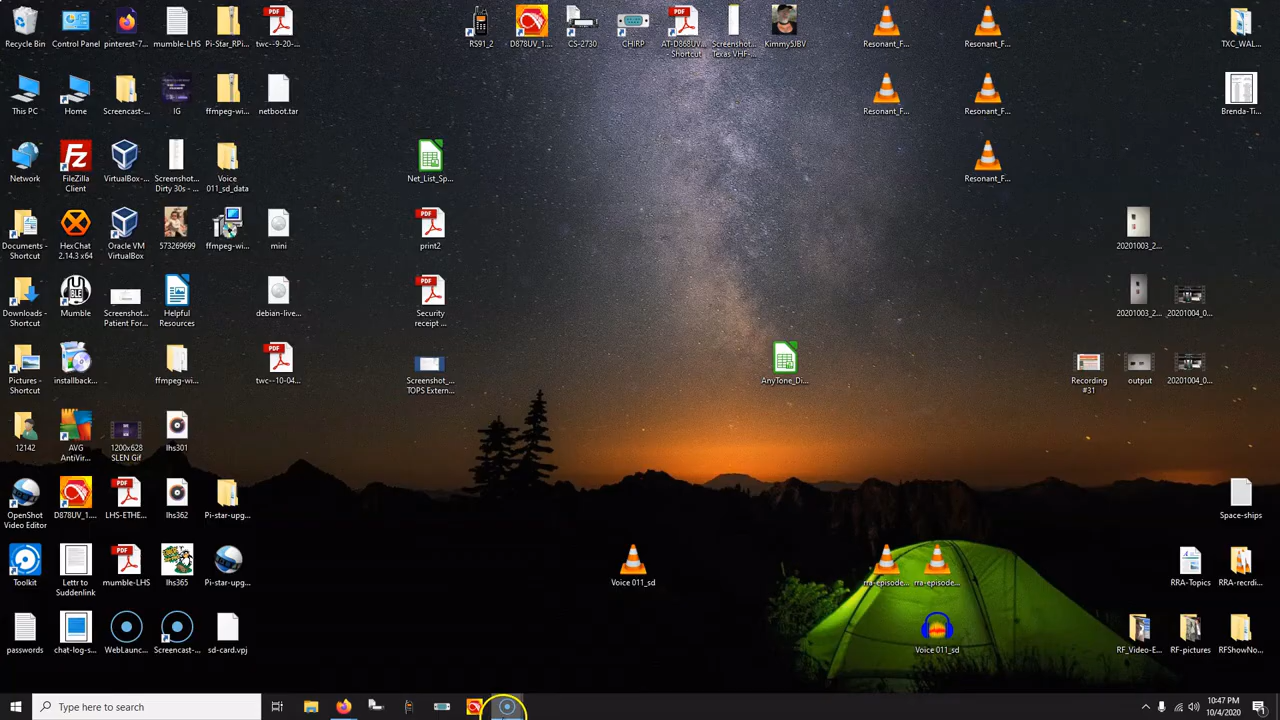 Recycle Bin
Control Panel
pinterest-7...
mumble-LHS
Pi-Star_RPi...
twc--9-20-...
RS91_2
D878UV_1....
CS-2730
CHIRP
AT-D868UV...
- Shortcut
Screenshot...
Texas VHF-...
Kimmy5JBV
Resonant_F...
Resonant_F...
TXC_WAL...
This PC
Home
Screencast-...
IG
ffmpeg-wi...
netboot.tar
Resonant_F...
Resonant_F...
Brenda-Ti...
Network
FileZilla
Client
VirtualBox-...
Screenshot...
Dirty 30s - ...
Voice
011_sd_data
Net_List_Sp...
Resonant_F...
Documents -
Shortcut
HexChat
2.14.3 x64
Oracle VM
VirtualBox
573269699
ffmpeg-wi...
mini
print2
20201003_2...
Downloads -
Shortcut
Mumble
Screenshot...
Patient For...
Helpful
Resources
debian-live...
Security
receipt ...
20201003_2...
20201004_0...
Pictures -
Shortcut
installback...
ffmpeg-wi...
twc--10-04...
Screenshot_...
TOPS Extern...
AnyTone_Di...
Recording
#31
output
20201004_0...
12142
AVG
AntiVir...
1200x628
SLEN Gif
lhs301
OpenShot
Video Editor
D878UV_1....
LHS-ETHE...
lhs362
Pi-star-upg...
Space-ships
Toolkit
Lettr to
Suddenlink
mumble-LHS
lhs365
Pi-star-upg...
Voice 011_sd
rra-episode...
rra-episode...
RRA-Topics
RRA-recrdi...
passwords
chat-log-s...
WebLaunc...
Screencast-...
sd-card.vpj
Voice 011_sd
RF_Video-E...
RF-pictures
RFShowNo...
Type here to search
10:47 PM
10/4/2020